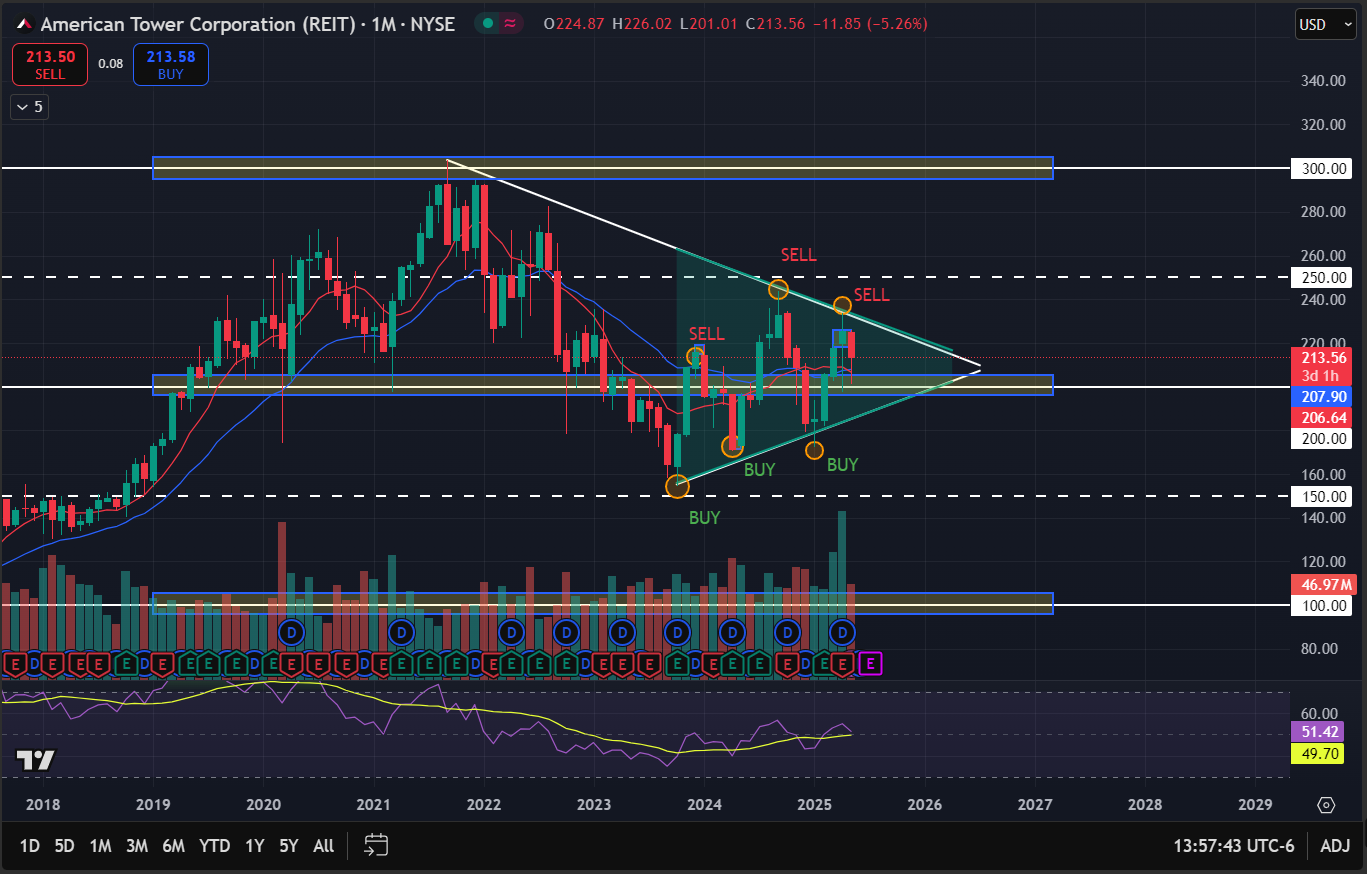 American Tower Corporation (REIT) · 1M · NYSE
O224.87 H226.02 L201.01 C213.56 −11.85 (−5.26%)
USD
213.50
SELL
0.08
213.58
BUY
5
340.00
320.00
300.00
280.00
260.00
250.00
240.00
220.00
213.56
3d 1h
207.90
206.64
200.00
160.00
150.00
140.00
120.00
46.97M
100.00
80.00
SELL
SELL
SELL
BUY
BUY
BUY
D D D D D D D D D
E D E E E E D E E E E D E E E E D E E E E D E E E E D E E E E D E E E E D E E E E D E E E
60.00
51.42
49.70
2018 2019 2020 2021 2022 2023 2024 2025 2026 2027 2028 2029
1D 5D 1M 3M 6M YTD 1Y 5Y All
13:57:43 UTC-6 ADJ